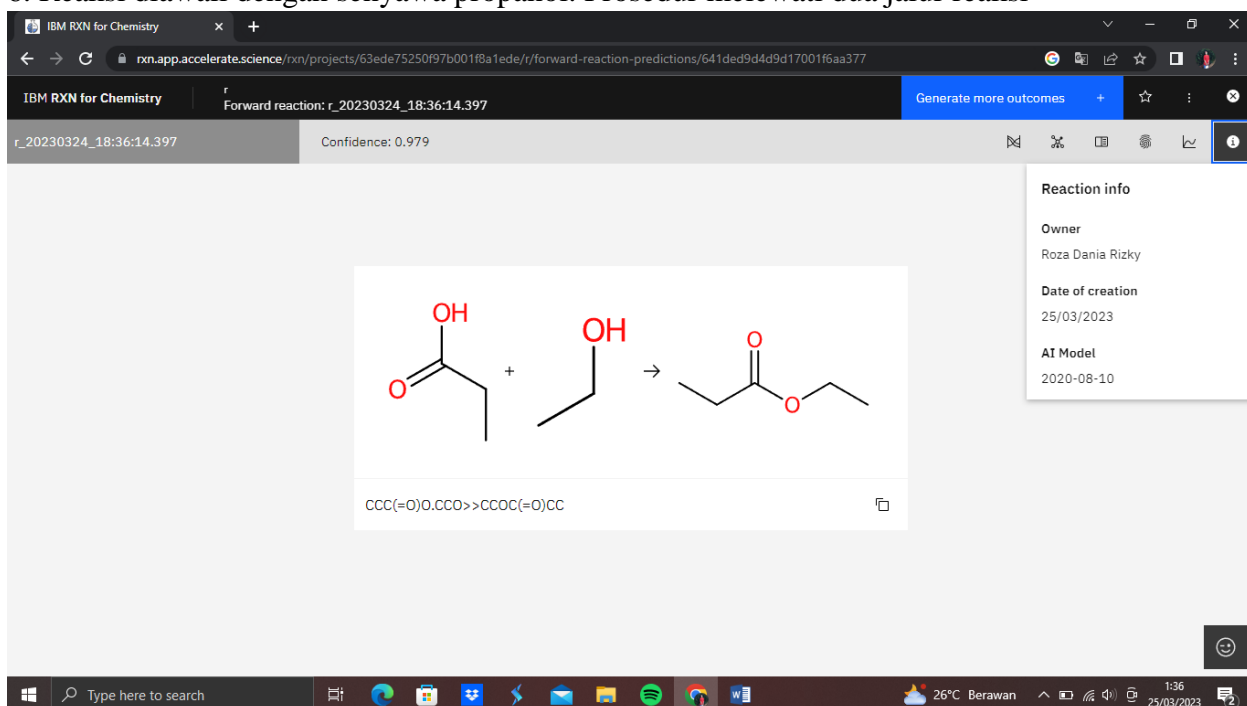 IBM RXN for Chemistry
rxn.app.accelerate.science/rxn/projects/63ede75250f97b001f8a1ede/r/forward-reaction-predictions/641ded9d4d9d17001f6aa377
IBM RXN for Chemistry
r
Forward reaction: r_20230324_18:36:14.397
Generate more outcomes +
r_20230324_18:36:14.397
Confidence: 0.979
Reaction info
Owner
Roza Dania Rizky
Date of creation
25/03/2023
AI Model
2020-08-10
OH
O
+
OH
→
O
O
CCC(=O)O.CCO>>CCOC(=O)CC
Type here to search
26°C Berawan
1:36
25/03/2023
2